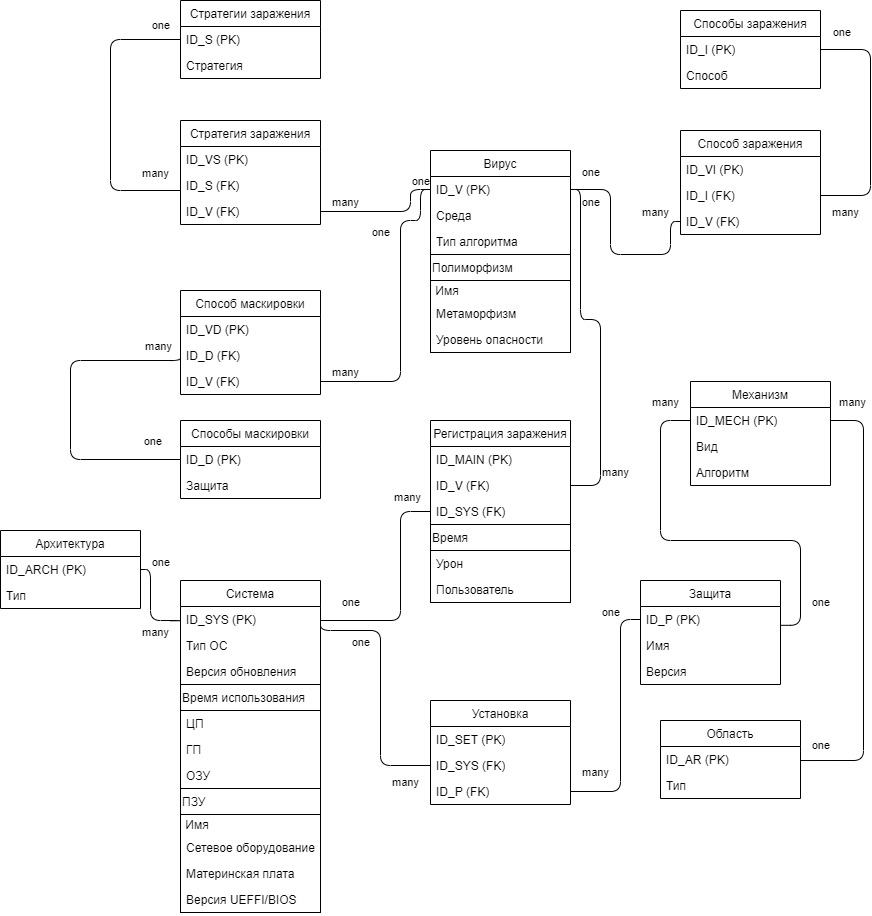 Стратегии заражения
ID_S (PK)
Стратегия
one
many
Стратегия заражения
ID_VS (PK)
ID_S (FK)
ID_V (FK)
many
one
one
Способ маскировки
ID_VD (PK)
ID_D (FK)
ID_V (FK)
many
many
one
Способы маскировки
ID_D (PK)
Защита
Вирус
ID_V (PK)
Среда
Тип алгоритма
Полиморфизм
Имя
Метаморфизм
Уровень опасности
one
one
many
Способы заражения
ID_I (PK)
Способ
one
many
Способ заражения
ID_VI (PK)
ID_I (FK)
ID_V (FK)
Регистрация заражения
ID_MAIN (PK)
ID_V (FK)
ID_SYS (FK)
Время
Урон
Пользователь
many
many
Механизм
ID_MECH (PK)
Вид
Алгоритм
many
many
Архитектура
ID_ARCH (PK)
Тип
one
many
Система
ID_SYS (PK)
Тип ОС
Версия обновления
Время использования
ЦП
ГП
ОЗУ
ПЗУ
Имя
Сетевое оборудование
Материнская плата
Версия UEFFI/BIOS
one
one
many
Установка
ID_SET (PK)
ID_SYS (FK)
ID_P (FK)
many
one
Защита
ID_P (PK)
Имя
Версия
one
Область
ID_AR (PK)
Тип
one